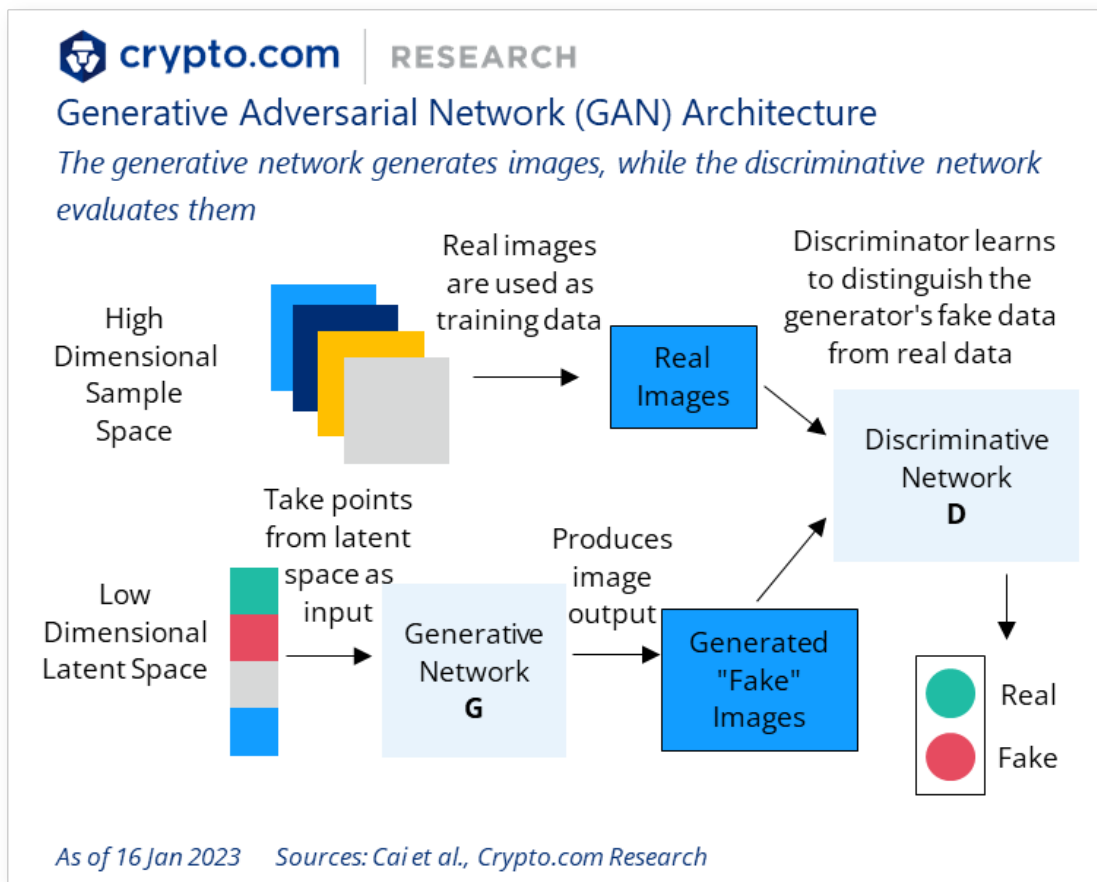 crypto.com RESEARCH
Generative Adversarial Network (GAN) Architecture
The generative network generates images, while the discriminative network
evaluates them
High
Dimensional
Sample
Space
Real images
are used as
training data
Real
Images
Discriminator learns
to distinguish the
generator's fake data
from real data
Discriminative
Network
D
Low
Dimensional
Latent Space
Take points
from latent
space as
input
Generative
Network
G
Produces
image
output
Generated
"Fake"
Images
Real
Fake
As of 16 Jan 2023 Sources: Cai et al., Crypto.com Research